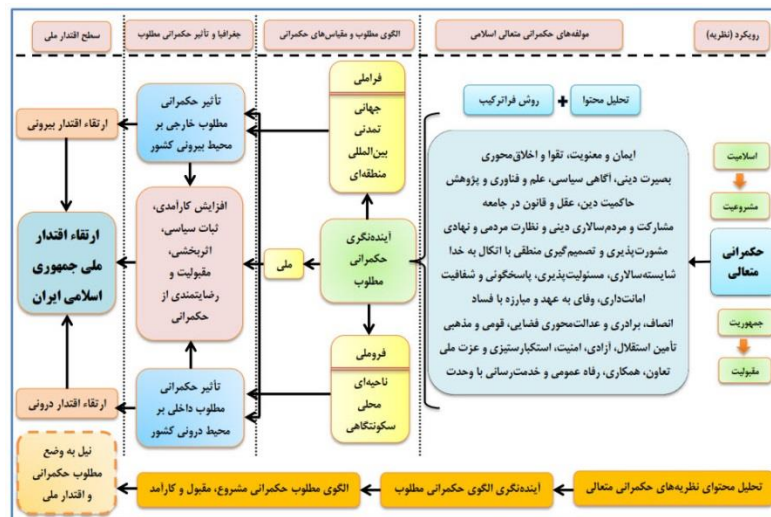 رویکرد (نظریه)
مولفه‌های حکمرانی متعالی اسلامی
الگوی مطلوب و مقیاس‌های حکمرانی
جغرافیا و تأثیر حکمرانی مطلوب
سطح اقتدار ملی
اسلامیت
مشروعیت
حکمرانی
متعالی
جمهوریت
مقبولیت
تحلیل محتوا
+
روش فراترکیب
ایمان و معنویت، تقوا و اخلاق‌محوری
بصیرت دینی، آگاهی سیاسی، علم و فناوری و پژوهش
حاکمیت دین، عقل و قانون در جامعه
مشارکت و مردم‌سالاری دینی و نظارت مردمی و نهادی
مشورت‌پذیری و تصمیم‌گیری منطقی با اتکال به خدا
شایسته‌سالاری، مسئولیت‌پذیری، پاسخگویی و شفافیت
امانت‌داری، وفای به عهد و مبارزه با فساد
انصاف، برادری و عدالت‌محوری فضایی، قومی و مذهبی
تأمین استقلال، آزادی، امنیت، استکبارستیزی و عزت ملی
تعاون، همکاری، رفاه عمومی و خدمت‌رسانی با وحدت
فراملی
جهانی
تمدنی
بین‌المللی
منطقه‌ای
آینده‌نگری
حکمرانی
مطلوب
ملی
فروملی
ناحیه‌ای
محلی
سکونتگاهی
تأثیر حکمرانی
مطلوب خارجی بر
محیط بیرونی کشور
افزایش کارآمدی،
ثبات سیاسی،
اثربخشی،
مقبولیت و
رضایتمندی از
حکمرانی
تأثیر حکمرانی
مطلوب داخلی بر
محیط درونی کشور
ارتقاء اقتدار بیرونی
ارتقاء اقتدار
ملی جمهوری
اسلامی ایران
ارتقاء اقتدار درونی
تحلیل محتوای نظریه‌های حکمرانی متعالی
آینده‌نگری الگوی حکمرانی مطلوب
الگوی مطلوب حکمرانی مشروع، مقبول و کارآمد
نیل به وضع
مطلوب حکمرانی
و اقتدار ملی